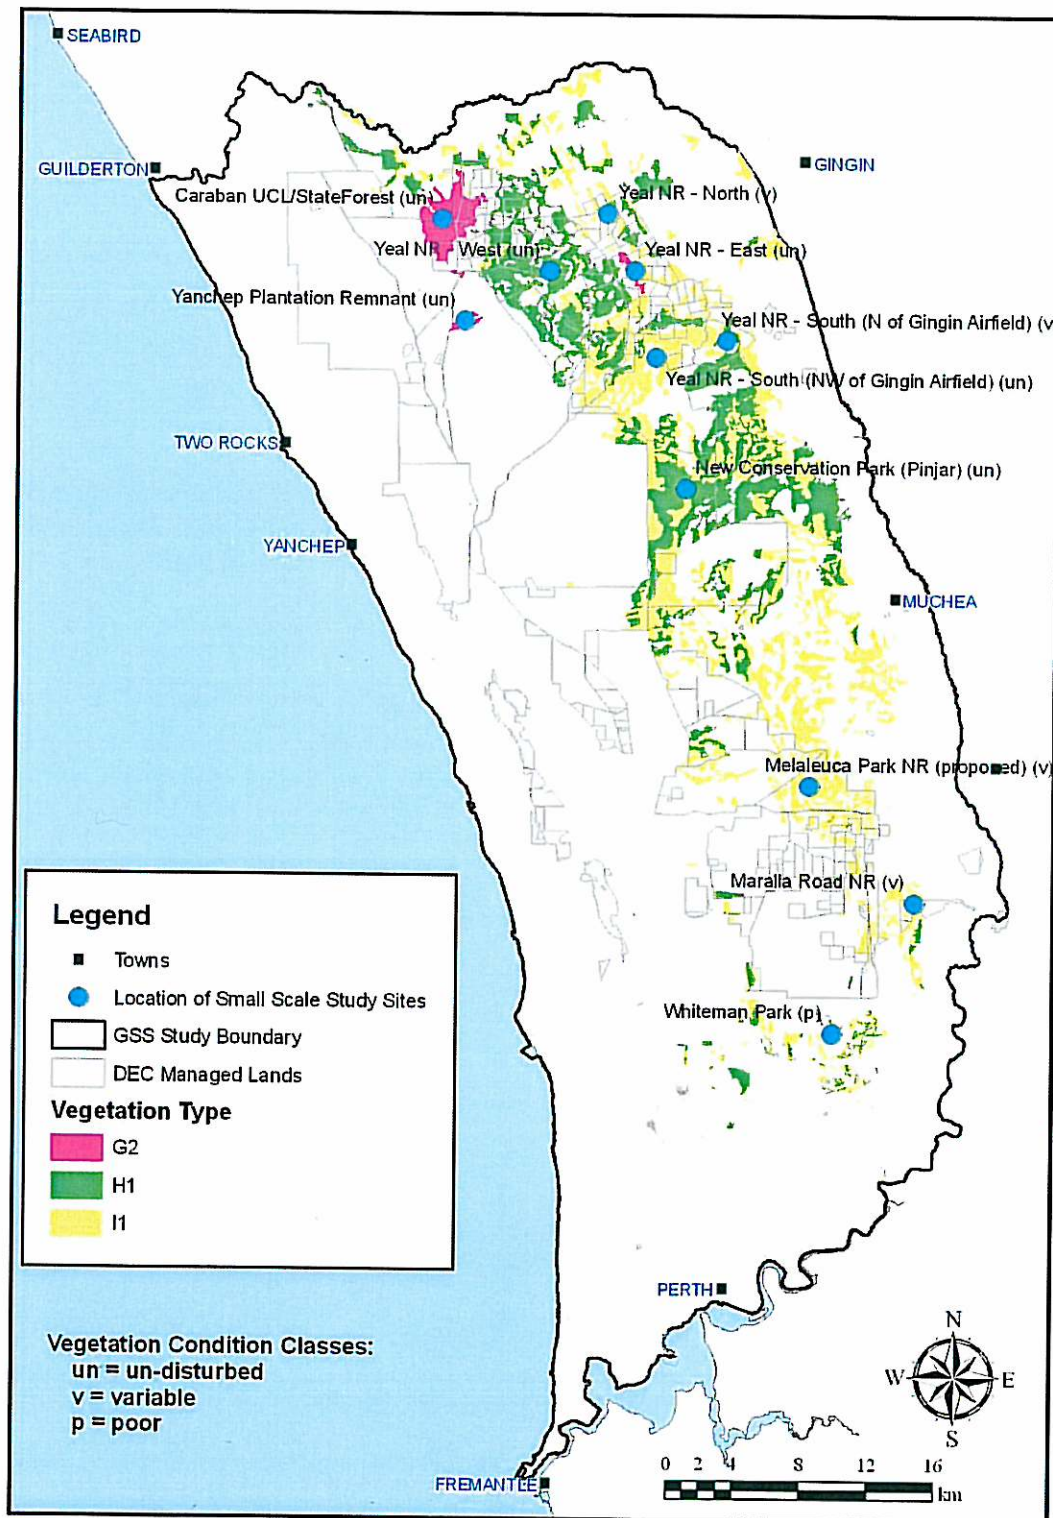 SEABIRD
GUILDERTON
GINGIN
Caraban UCL/StateForest (un)
Yeal NR - North (v)
Yeal NR - West (un)
Yeal NR - East (un)
Yanchep Plantation Remnant (un)
Yeal NR - South (N of Gingin Airfield) (v
Yeal NR - South (NW of Gingin Airfield) (un)
TWO ROCKS
New Conservation Park (Pinjar) (un)
YANCHEP
MUCHEA
Melaleuca Park NR (proposed) (v)
Maralla Road NR (v)
Whiteman Park (p)
PERTH
FREMANTLE
Legend
Towns
Location of Small Scale Study Sites
GSS Study Boundary
DEC Managed Lands
Vegetation Type
G2
H1
I1
Vegetation Condition Classes:
un = un-disturbed
v = variable
p = poor
N
W E
S
0 2 4 8 12 16
km